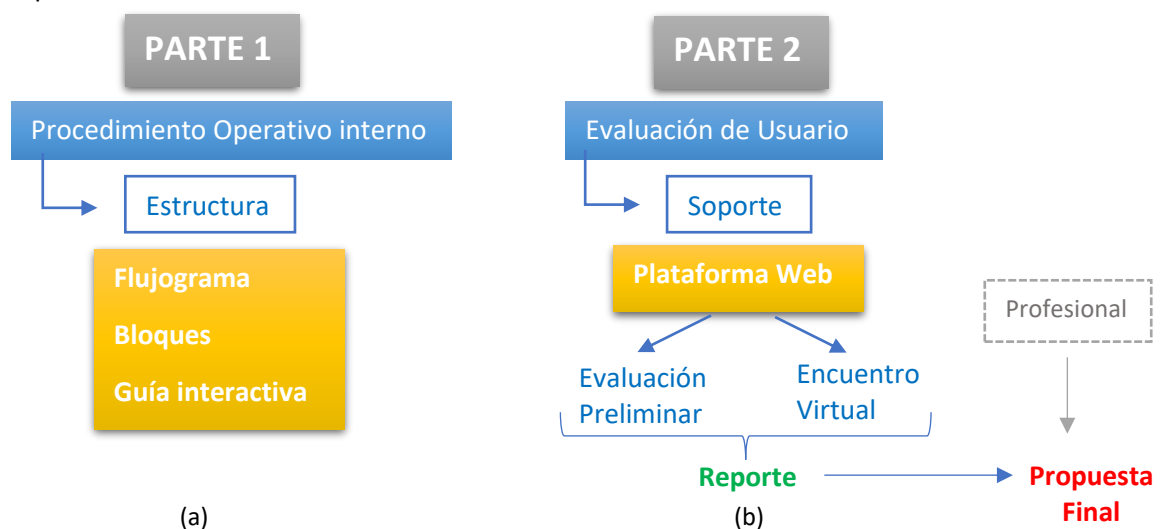 PARTE 1
Procedimiento Operativo interno
Estructura
Flujograma
Bloques
Guía interactiva
(a)
PARTE 2
Evaluación de Usuario
Soporte
Plataforma Web
Evaluación
Preliminar
Encuentro
Virtual
Reporte
Profesional
Propuesta
Final
(b)